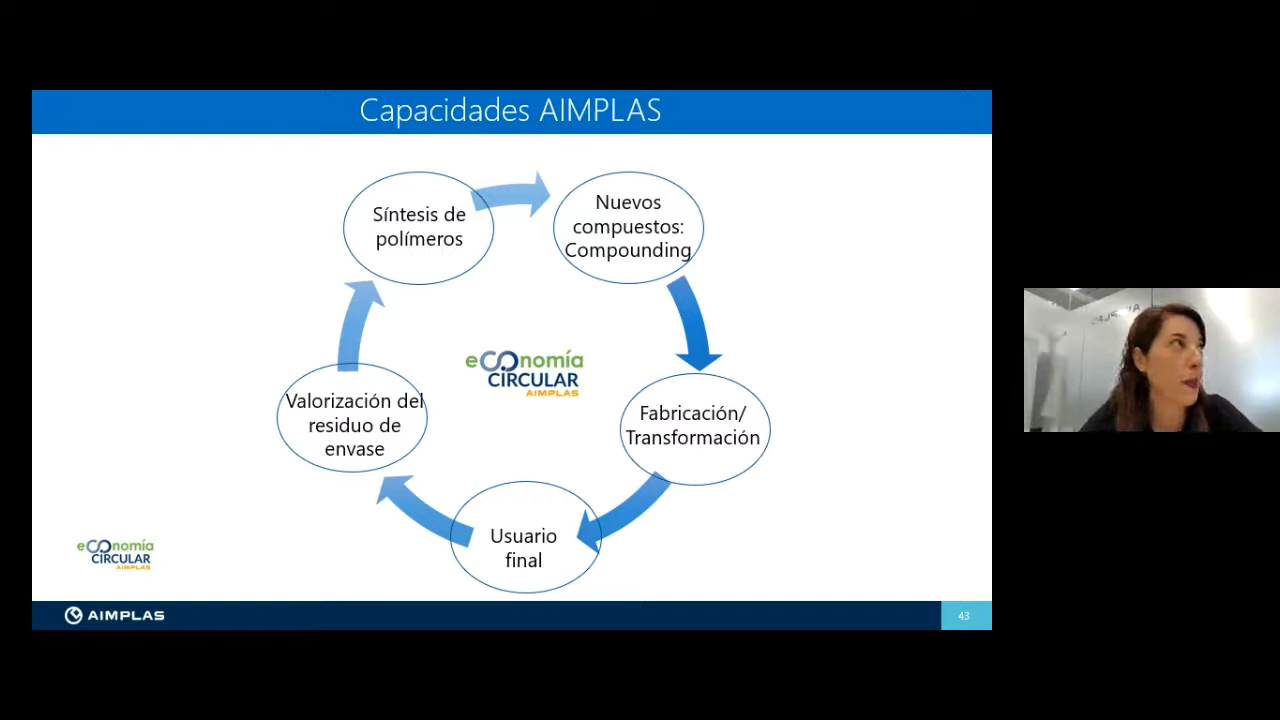 Capacidades AIMPLAS
Síntesis de
polímeros
Nuevos
compuestos:
Compounding
Fabricación/
Transformación
Usuario
final
Valorización del
residuo de
envase
eCOnomía
CIRCULAR
AIMPLAS
eCOnomía
CIRCULAR
AIMPLAS
AIMPLAS
43